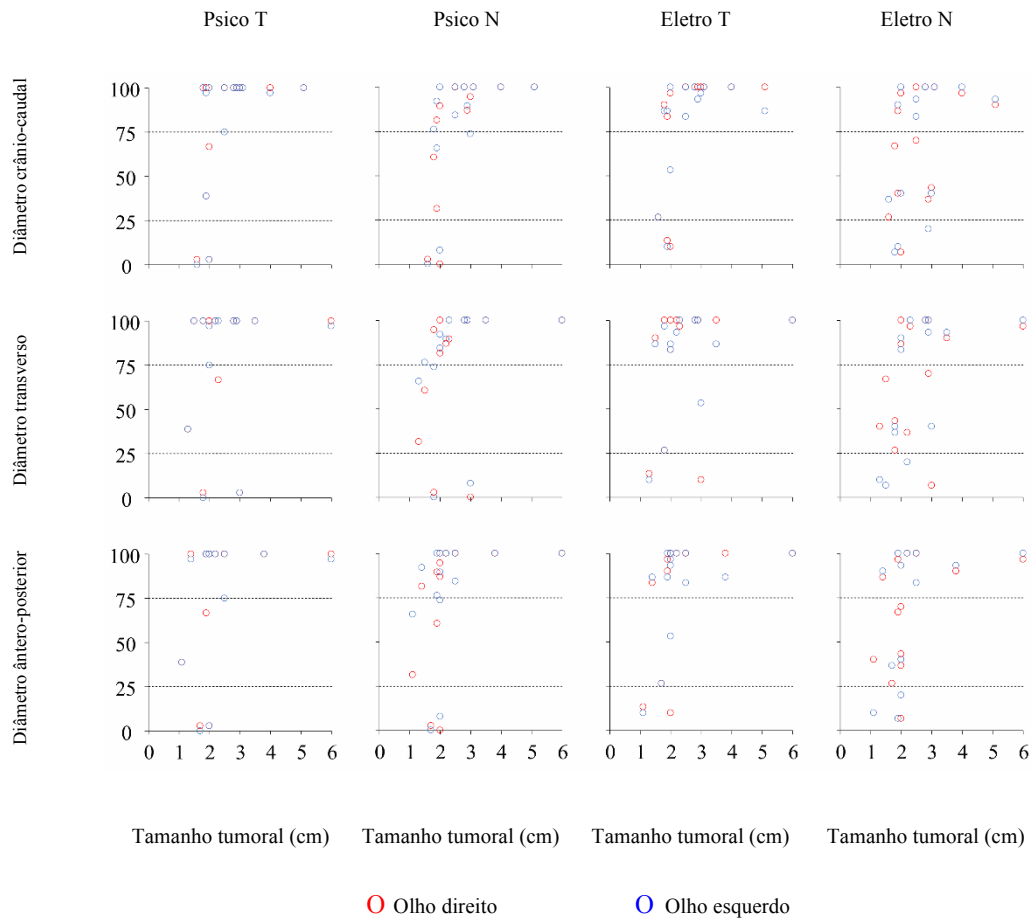 Psico T Psico N Eletro T Eletro N
Diâmetro crânio-caudal
100
75
50
25
0
Diâmetro transverso
100
75
50
25
0
Diâmetro ântero-posterior
100
75
50
25
0
0 1 2 3 4 5 6 0 1 2 3 4 5 6 0 1 2 3 4 5 6 0 1 2 3 4 5 6
Tamanho tumoral (cm) Tamanho tumoral (cm) Tamanho tumoral (cm) Tamanho tumoral (cm)
O Olho direito O Olho esquerdo